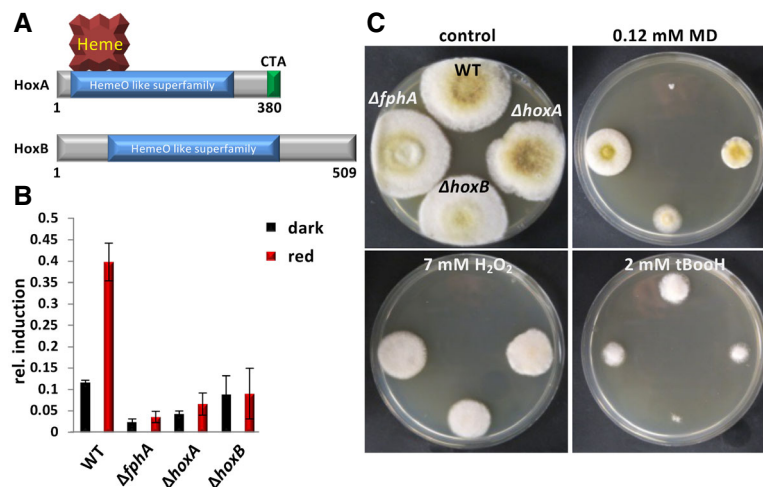 A
Heme
CTA
HoxA
HemeO like superfamily
1
380
HoxB
HemeO like superfamily
1
509
B
0.5
0.45
0.4
0.35
0.3
0.25
0.2
0.15
0.1
0.05
0
rel. induction
dark
red
WT
ΔfphA
ΔhoxA
ΔhoxB
C
control
0.12 mM MD
WT
ΔfphA
ΔhoxA
ΔhoxB
7 mM H₂O₂
2 mM tBooH